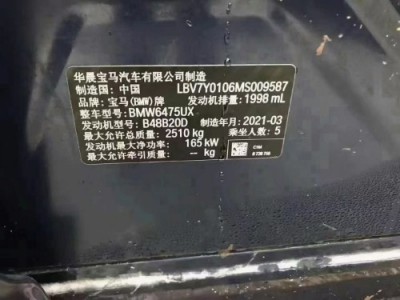 华晨宝马汽车有限公司制造
制造国：中国 LBV7Y0106MS009587
品牌：宝马(BMW) 发动机排量：1998 mL
整车型号：BMW6475UX
发动机型号：B48B20D 制造年月：2021-03
最大允许总质量：2510 kg 乘坐人数：5
发动机最大净功率：165 kW
最大允许牵引质量：- kg